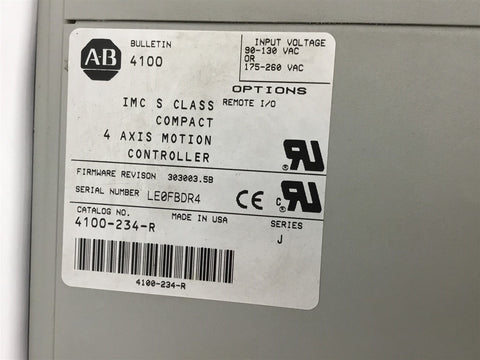 AB
BULLETIN
4100
INPUT VOLTAGE
90-130 VAC
OR
175-260 VAC
OPTIONS
REMOTE I/O
IMC S CLASS
COMPACT
4 AXIS MOTION
CONTROLLER
FIRMWARE REVISON 303003.5B
SERIAL NUMBER LE0FBDR4
CE
c
CATALOG NO. MADE IN USA
4100-234-R
SERIES
J
4100-234-R